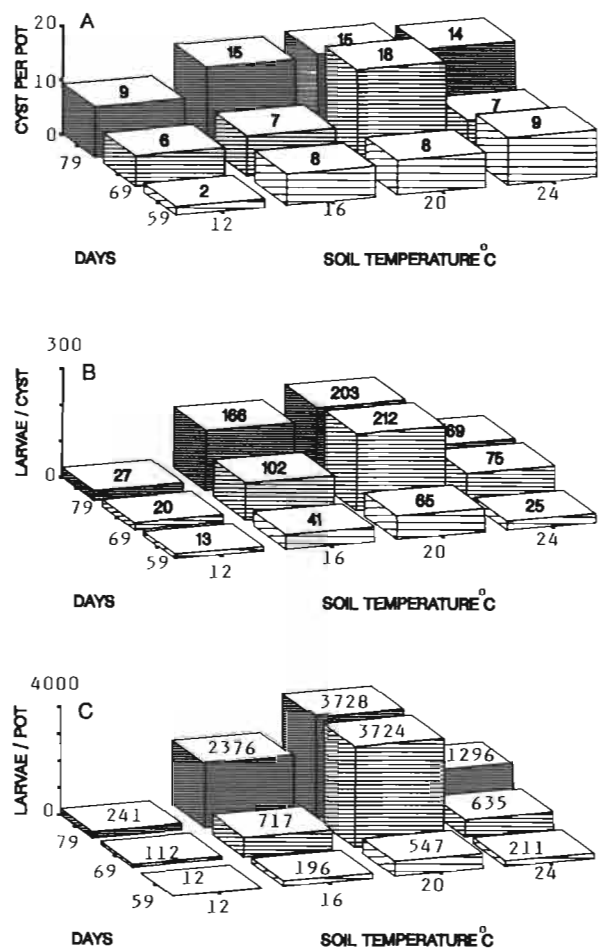 A
CYST PER POT
20
10
0
9 15 15 14
6 7 18 7
2 8 8 9
79
69
59
12 16 20 24
DAYS SOIL TEMPERATURE °C
B
LARVAE / CYST
300
0
27 166 203 69
20 102 212 75
13 41 65 25
79
69
59
12 16 20 24
DAYS SOIL TEMPERATURE °C
C
LARVAE / POT
4000
0
241 2376 3728 1296
112 717 3724 635
12 196 547 211
79
69
59
12 16 20 24
DAYS SOIL TEMPERATURE °C